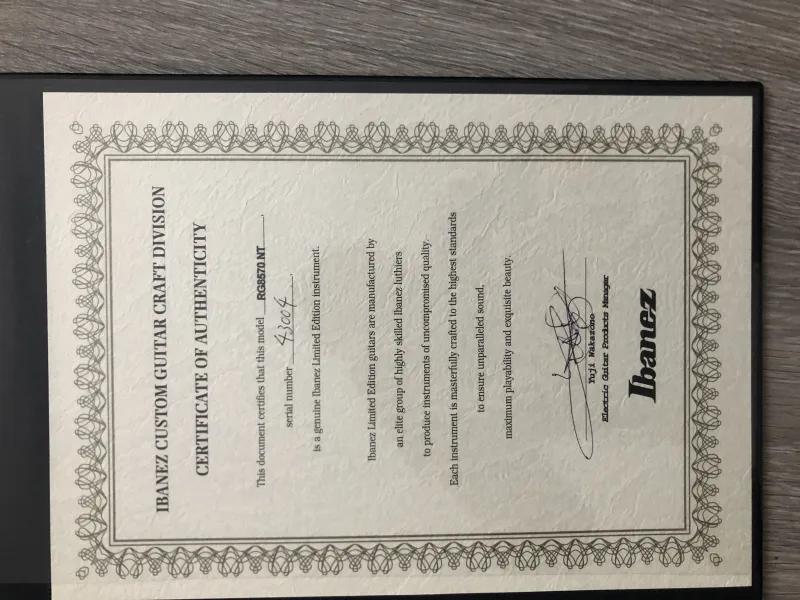 IBANEZ CUSTOM GUITAR CRAFT DIVISION
CERTIFICATE OF AUTHENTICITY
This document certifies that this model RG8570 NT,
serial number 43004,
is a genuine Ibanez Limited Edition instrument.
Ibanez Limited Edition guitars are manufactured by
an elite group of highly skilled Ibanez luthiers
to produce instruments of uncompromised quality.
Each instrument is masterfully crafted to the highest standards
to ensure unparalleled sound,
maximum playability and exquisite beauty.
Yuji Wakazono
Electric Guitar Products Manager
Ibanez